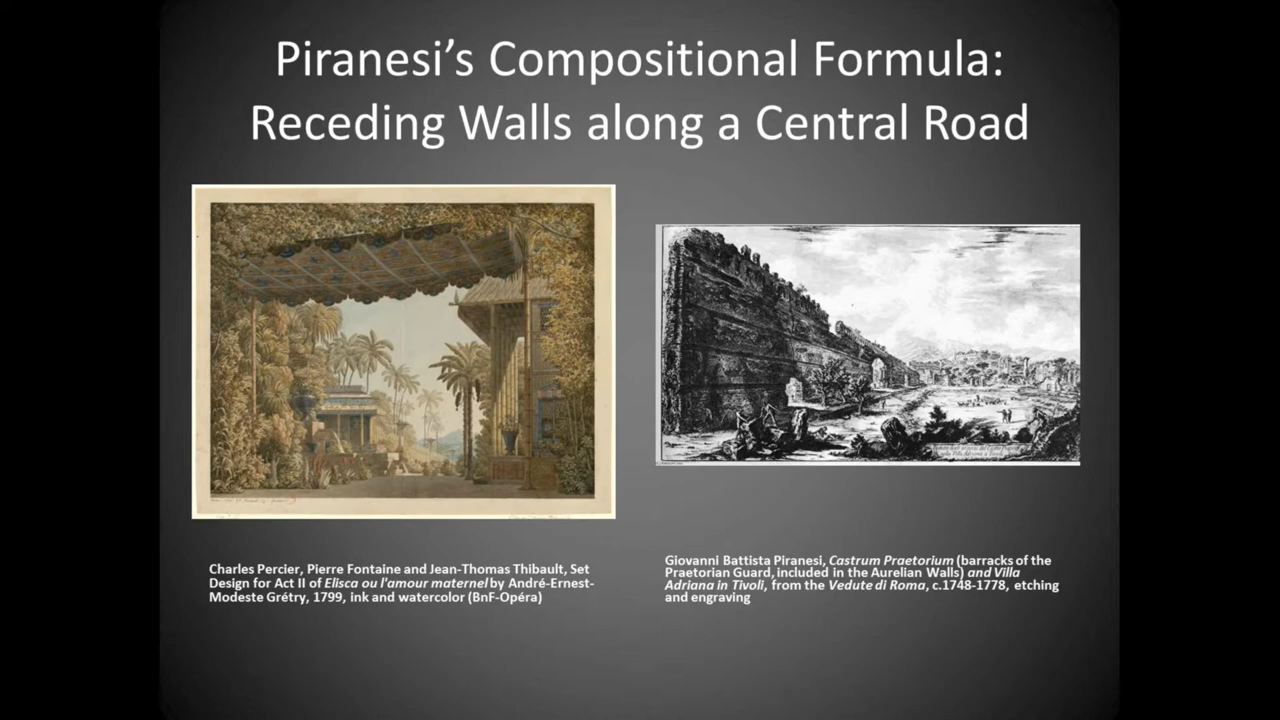 Piranesi’s Compositional Formula:
Receding Walls along a Central Road
Charles Percier, Pierre Fontaine and Jean-Thomas Thibault, Set
Design for Act II of Elisca ou l'amour maternel by André-Ernest-
Modeste Grétry, 1799, ink and watercolor (BnF-Opéra)
Giovanni Battista Piranesi, Castrum Praetorium (barracks of the
Praetorian Guard, included in the Aurelian Walls) and Villa
Adriana in Tivoli, from the Vedute di Roma, c.1748-1778, etching
and engraving